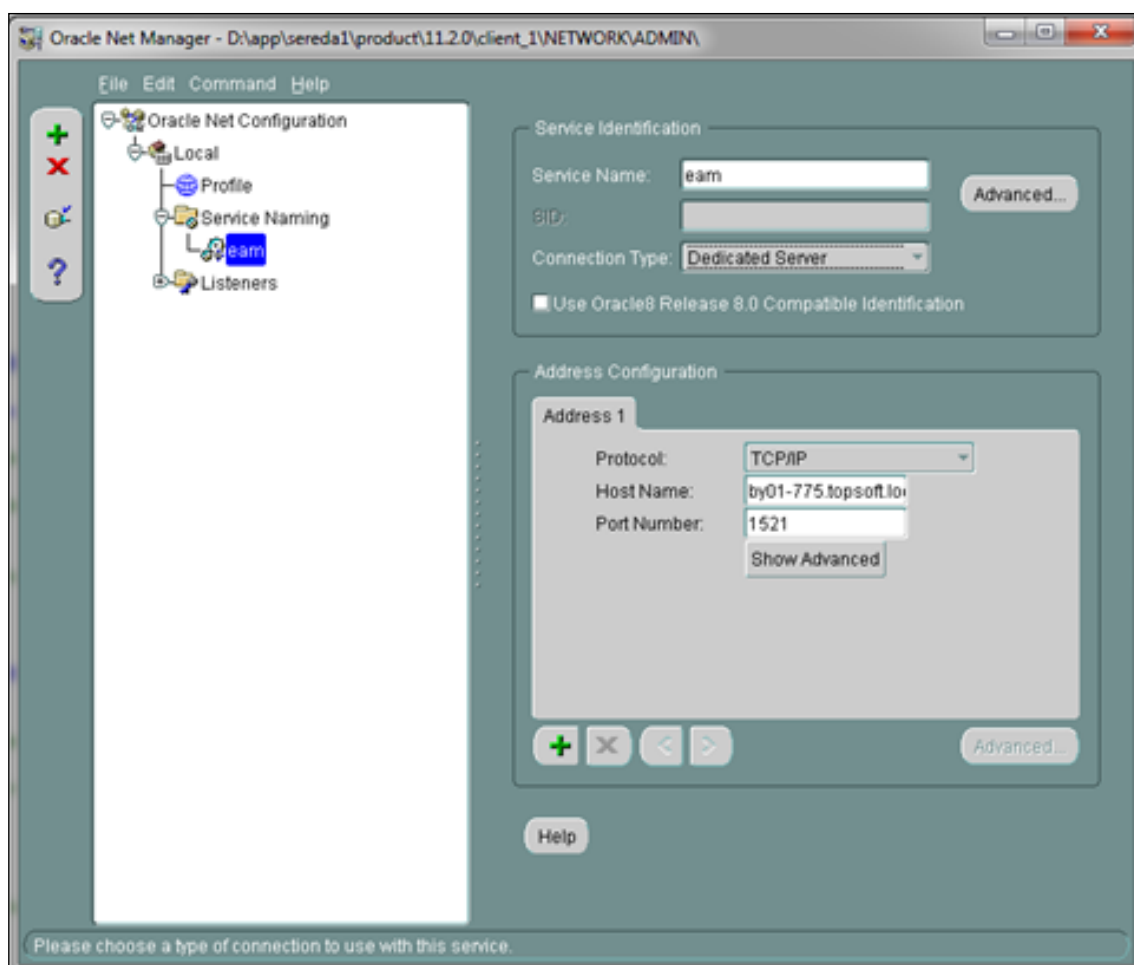 Oracle Net Manager - D:\app\sereda1\product\11.2.0\client_1\NETWORK\ADMIN\
File Edit Command Help
Oracle Net Configuration
Local
Profile
Service Naming
eam
Listeners
Service Identification
Service Name: eam
Advanced...
SID:
Connection Type: Dedicated Server
Use Oracle8 Release 8.0 Compatible Identification
Address Configuration
Address 1
Protocol: TCP/IP
Host Name: by01-775.topsoft.lo
Port Number: 1521
Show Advanced
Advanced...
Help
Please choose a type of connection to use with this service.